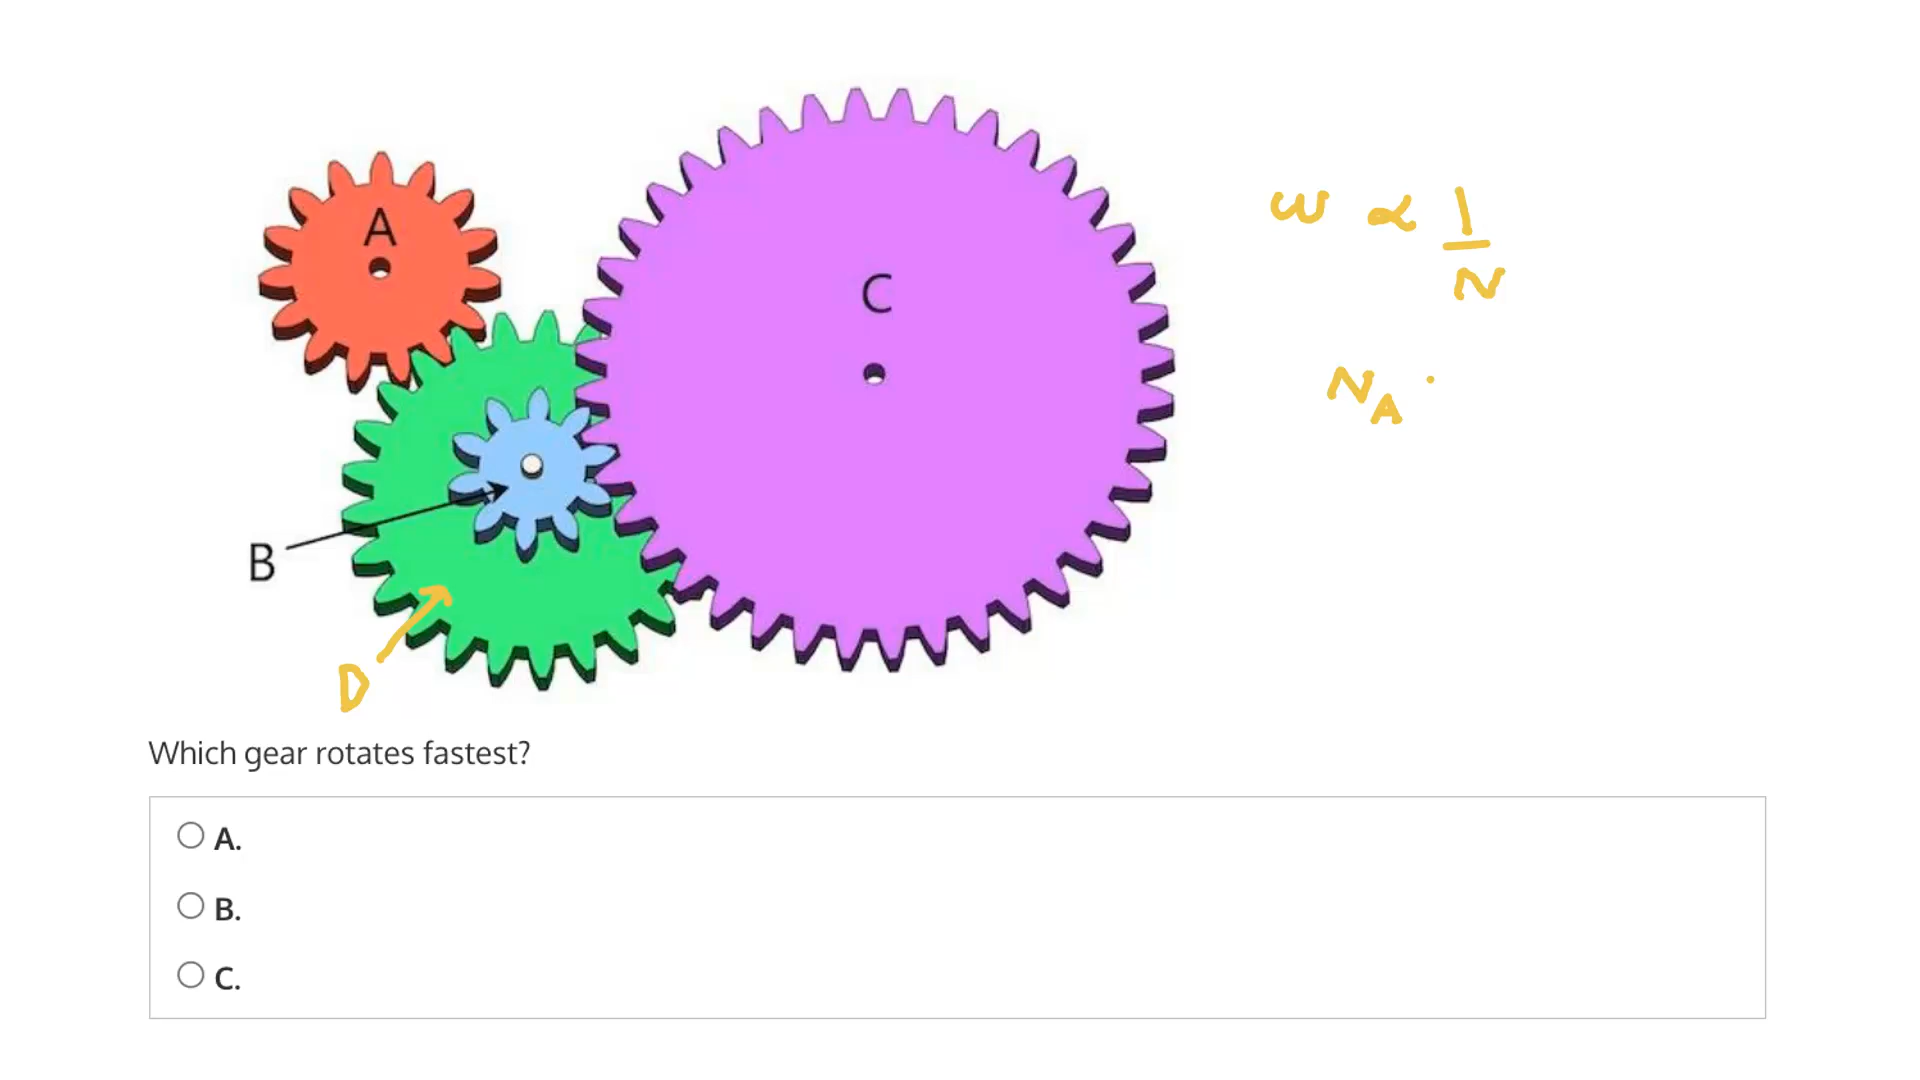 A
C
B
D
ω ∝ 1/N
N_A
Which gear rotates fastest?
A.
B.
C.